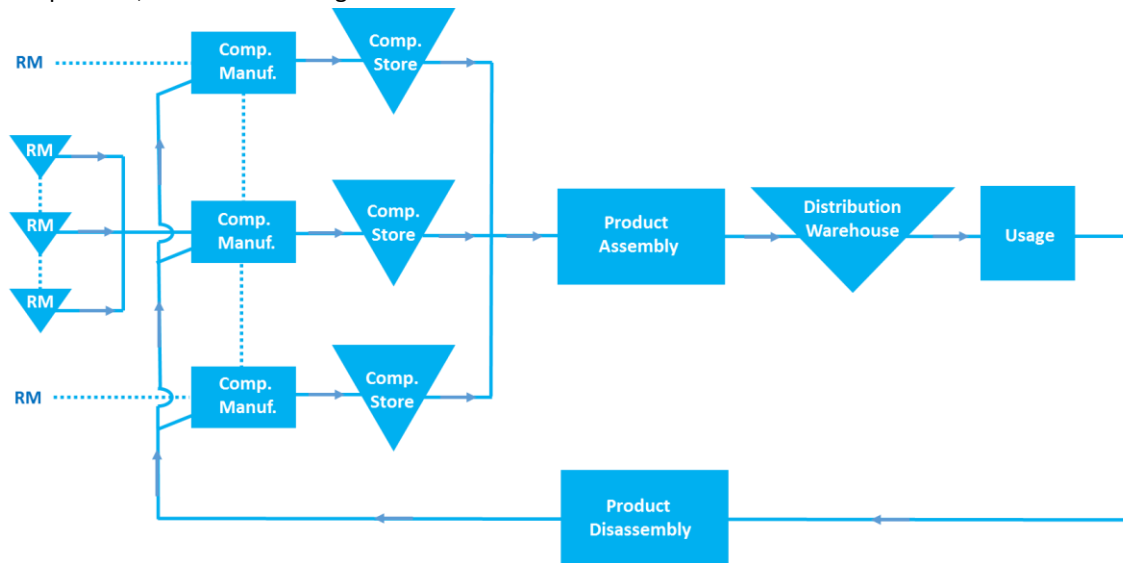 Comp.
Manuf.
Comp.
Store
RM
RM
RM
RM
Comp.
Manuf.
Comp.
Store
Product
Assembly
Distribution
Warehouse
Usage
RM
Comp.
Manuf.
Comp.
Store
Product
Disassembly